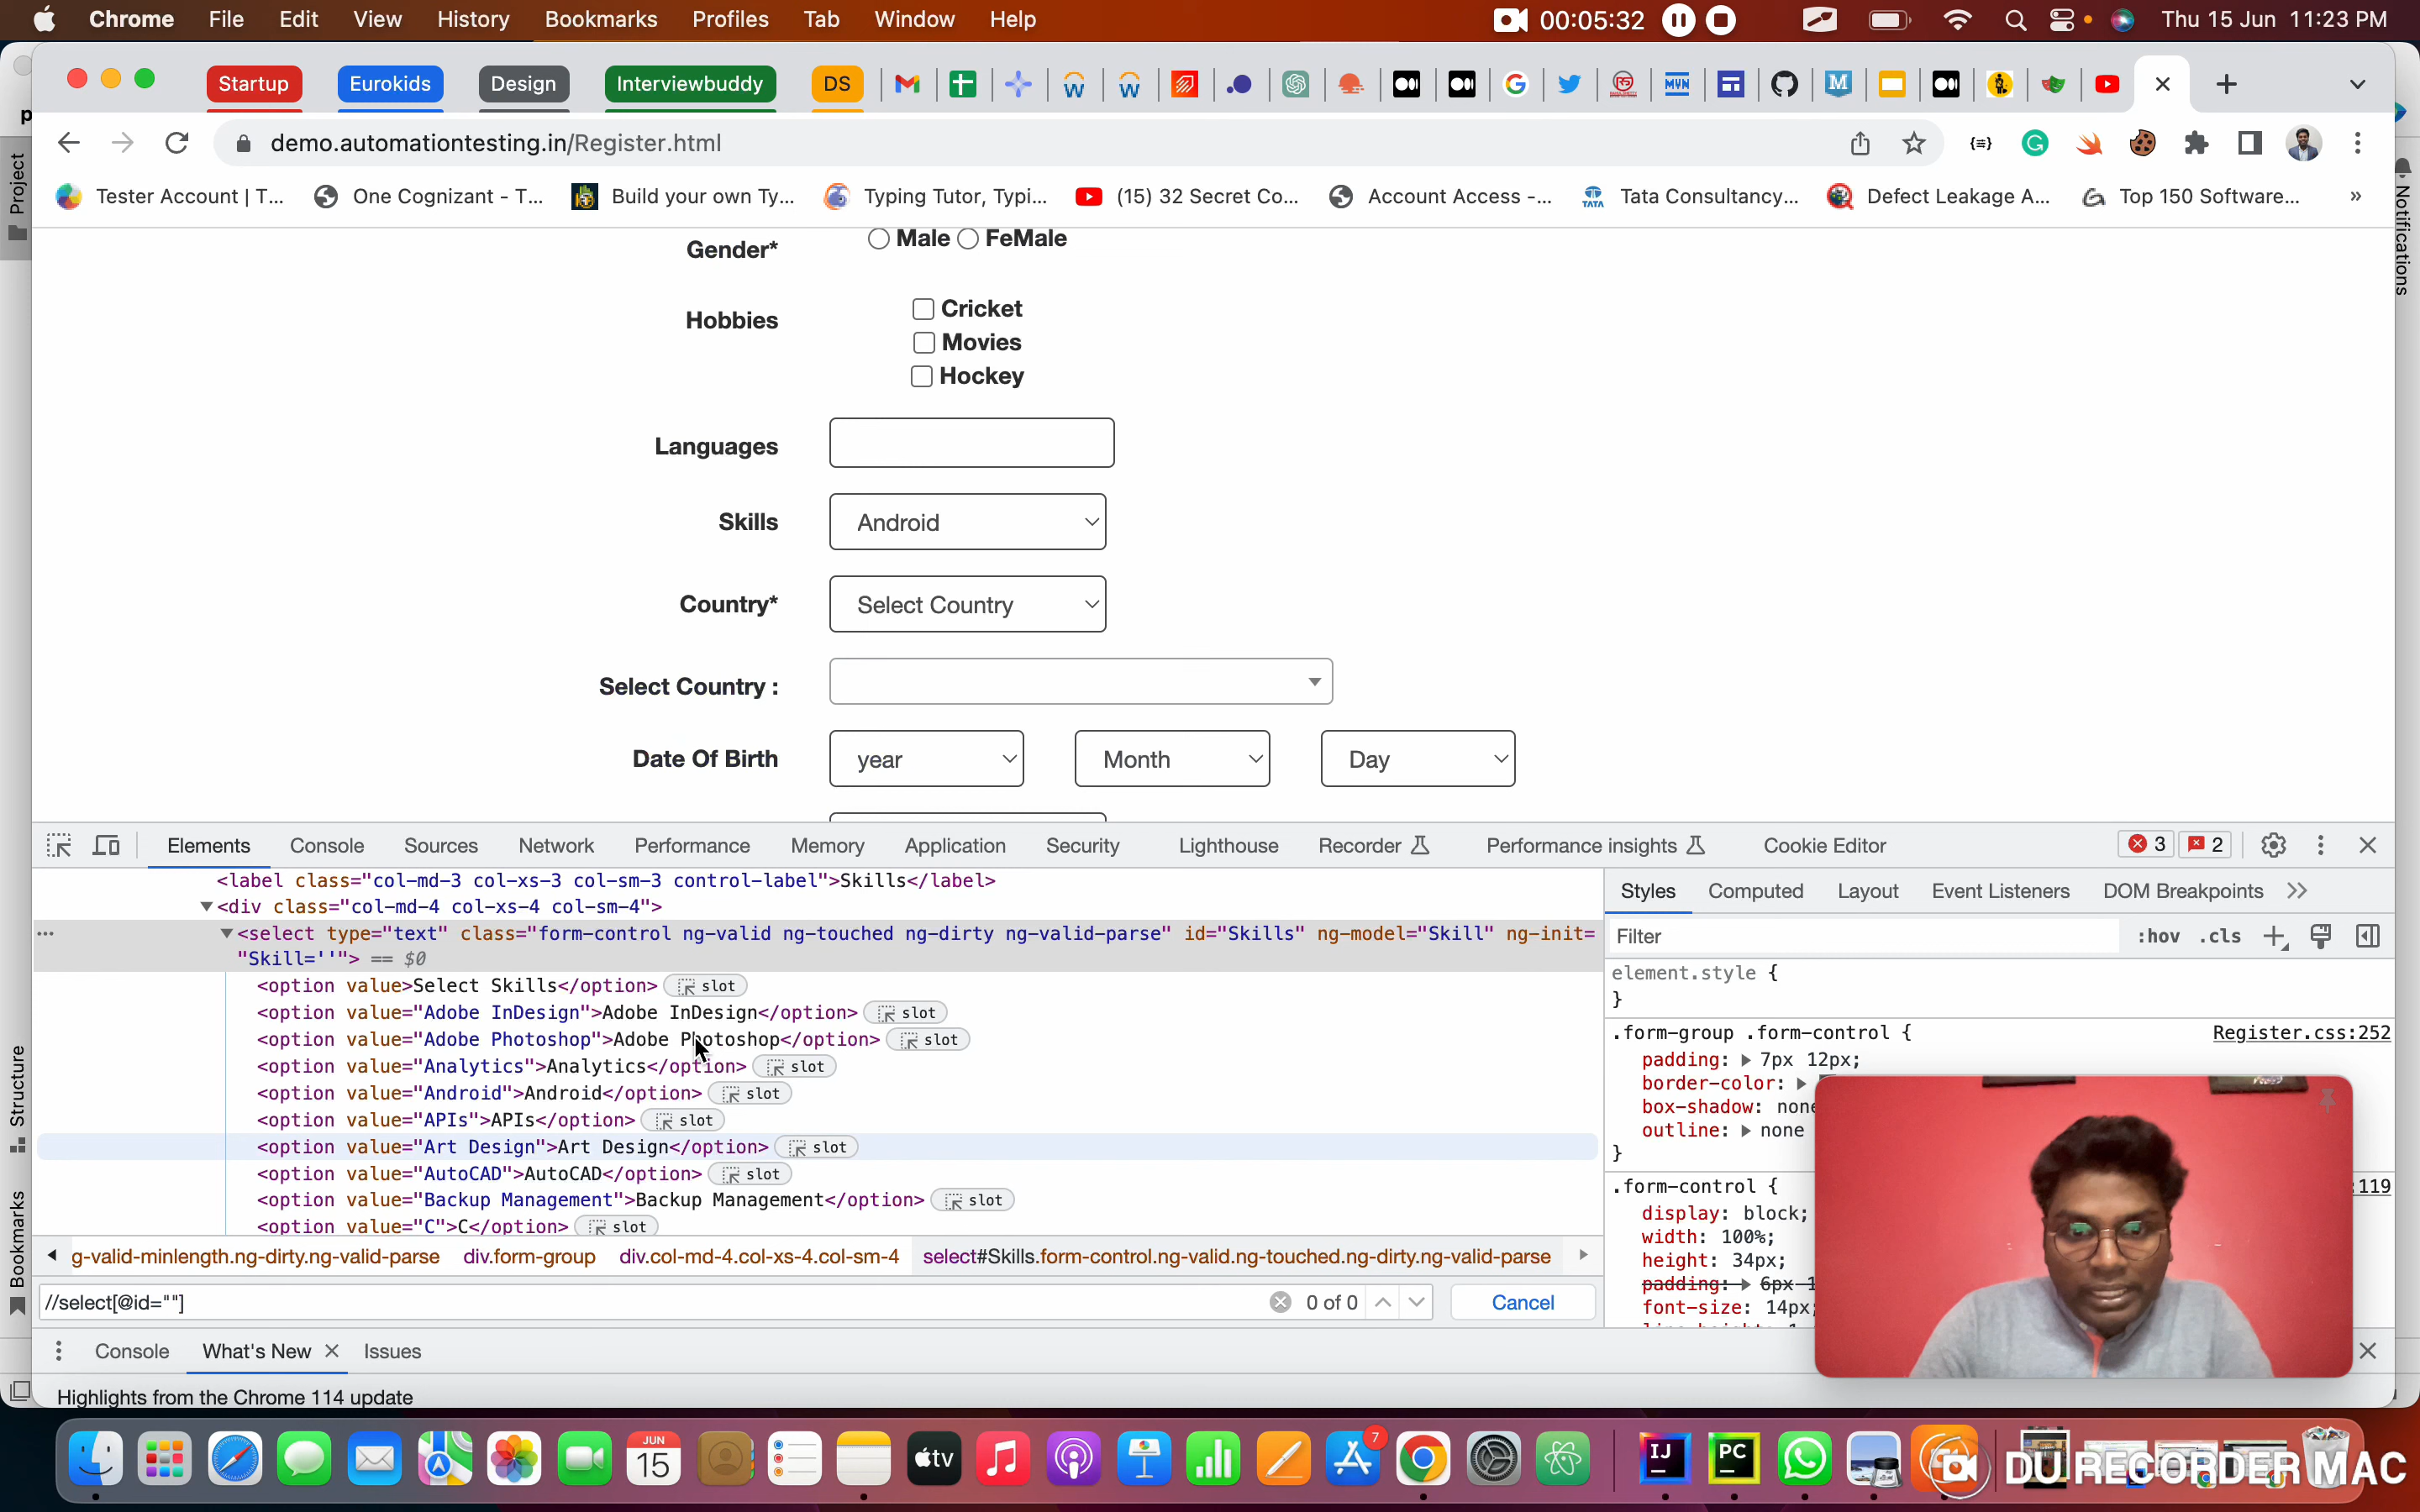 Chrome File Edit View History Bookmarks Profiles Tab Window Help 00:05:32 Thu 15 Jun 11:23 PM
Startup Eurokids Design Interviewbuddy DS
demo.automationtesting.in/Register.html
Tester Account | T... One Cognizant - T... Build your own Ty... Typing Tutor, Typi... (15) 32 Secret Co... Account Access -... Tata Consultancy... Defect Leakage A... Top 150 Software... »
Project
Notifications
Gender* Male FeMale
Hobbies Cricket
Movies
Hockey
Languages
Skills Android
Country* Select Country
Select Country :
Date Of Birth year Month Day
Elements Console Sources Network Performance Memory Application Security Lighthouse Recorder Performance insights Cookie Editor 3 2
<label class="col-md-3 col-xs-3 col-sm-3 control-label">Skills</label>
<div class="col-md-4 col-xs-4 col-sm-4">
<select type="text" class="form-control ng-valid ng-touched ng-dirty ng-valid-parse" id="Skills" ng-model="Skill" ng-init=
"Skill=''"> == $0
<option value>Select Skills</option> slot
<option value="Adobe InDesign">Adobe InDesign</option> slot
<option value="Adobe Photoshop">Adobe Photoshop</option> slot
<option value="Analytics">Analytics</option> slot
<option value="Android">Android</option> slot
<option value="APIs">APIs</option> slot
<option value="Art Design">Art Design</option> slot
<option value="AutoCAD">AutoCAD</option> slot
<option value="Backup Management">Backup Management</option> slot
<option value="C">C</option> slot
g-valid-minlength.ng-dirty.ng-valid-parse div.form-group div.col-md-4.col-xs-4.col-sm-4 select#Skills.form-control.ng-valid.ng-touched.ng-dirty.ng-valid-parse
//select[@id=""] 0 of 0 Cancel
Styles Computed Layout Event Listeners DOM Breakpoints
Filter :hov .cls
element.style {
}
.form-group .form-control { Register.css:252
padding: 7px 12px;
border-color:
box-shadow: none
outline: none
}
.form-control { :119
display: block;
width: 100%;
height: 34px;
padding: 6px 1
font-size: 14px;
Structure
Bookmarks
Console What's New Issues
Highlights from the Chrome 114 update
JUN
15
tv
7
IJ
PC
DU RECORDER MAC